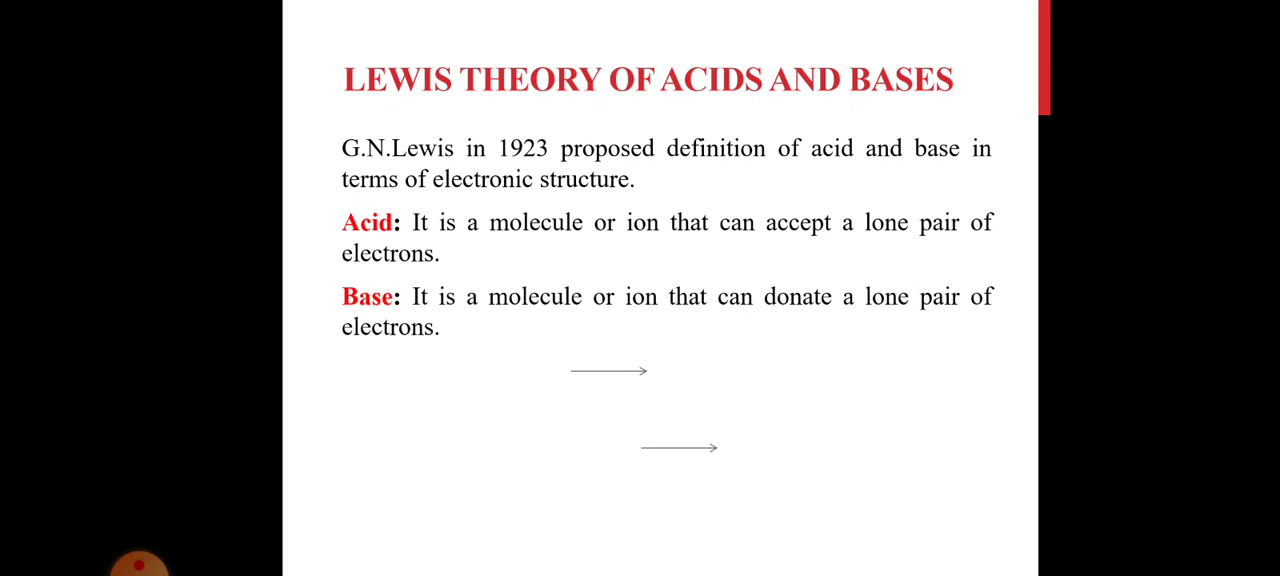 LEWIS THEORY OF ACIDS AND BASES
G.N.Lewis in 1923 proposed definition of acid and base in
terms of electronic structure.
Acid: It is a molecule or ion that can accept a lone pair of
electrons.
Base: It is a molecule or ion that can donate a lone pair of
electrons.